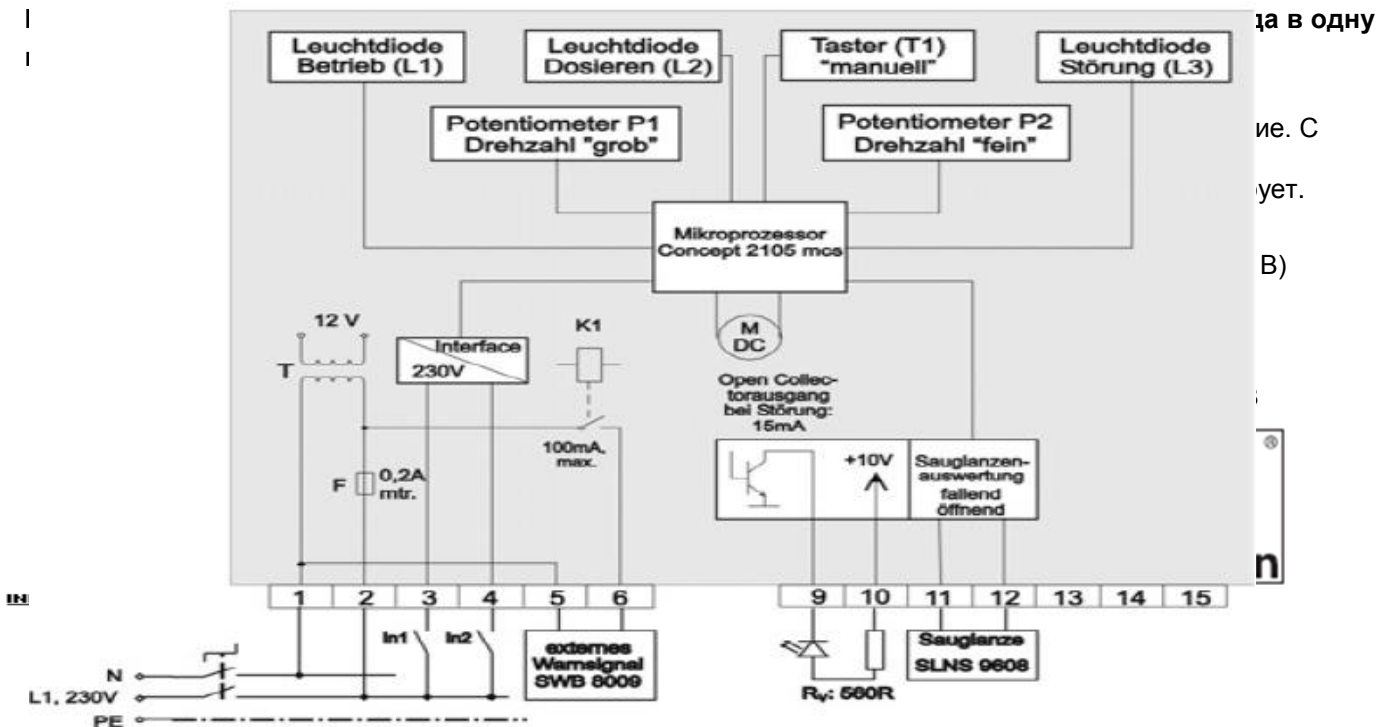 да в одну
Leuchtdiode
Betrieb (L1)
Leuchtdiode
Dosieren (L2)
Taster (T1)
"manuell"
Leuchtdiode
Störung (L3)
Potentiometer P1
Drehzahl "grob"
Potentiometer P2
Drehzahl "fein"
ие. С
ует.
Mikroprozessor
Concept 2105 mcs
В)
12 V
K1
M
DC
T
Interface
230V
Open Collec-
torausgang
bei Störung:
15mA
100mA,
max.
F
0,2A
mtr.
+10V
Sauglanzen-
auswertung
fallend
öffnend
®
n
IN
1 2 3 4 5 6
9 10 11 12 13 14 15
In1
In2
externes
Warnsignal
SWB 8009
Sauglanze
SLNS 9608
Rv: 560R
N
L1, 230V
PE